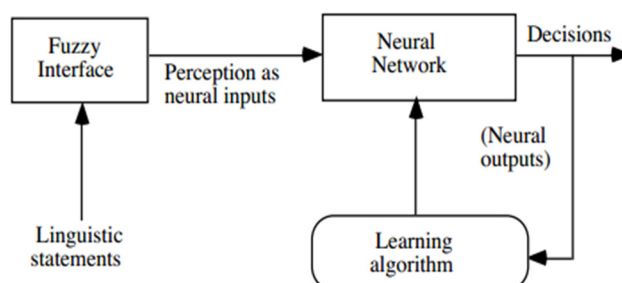 Fuzzy
Interface
Perception as
neural inputs
Neural
Network
Decisions
(Neural
outputs)
Linguistic
statements
Learning
algorithm